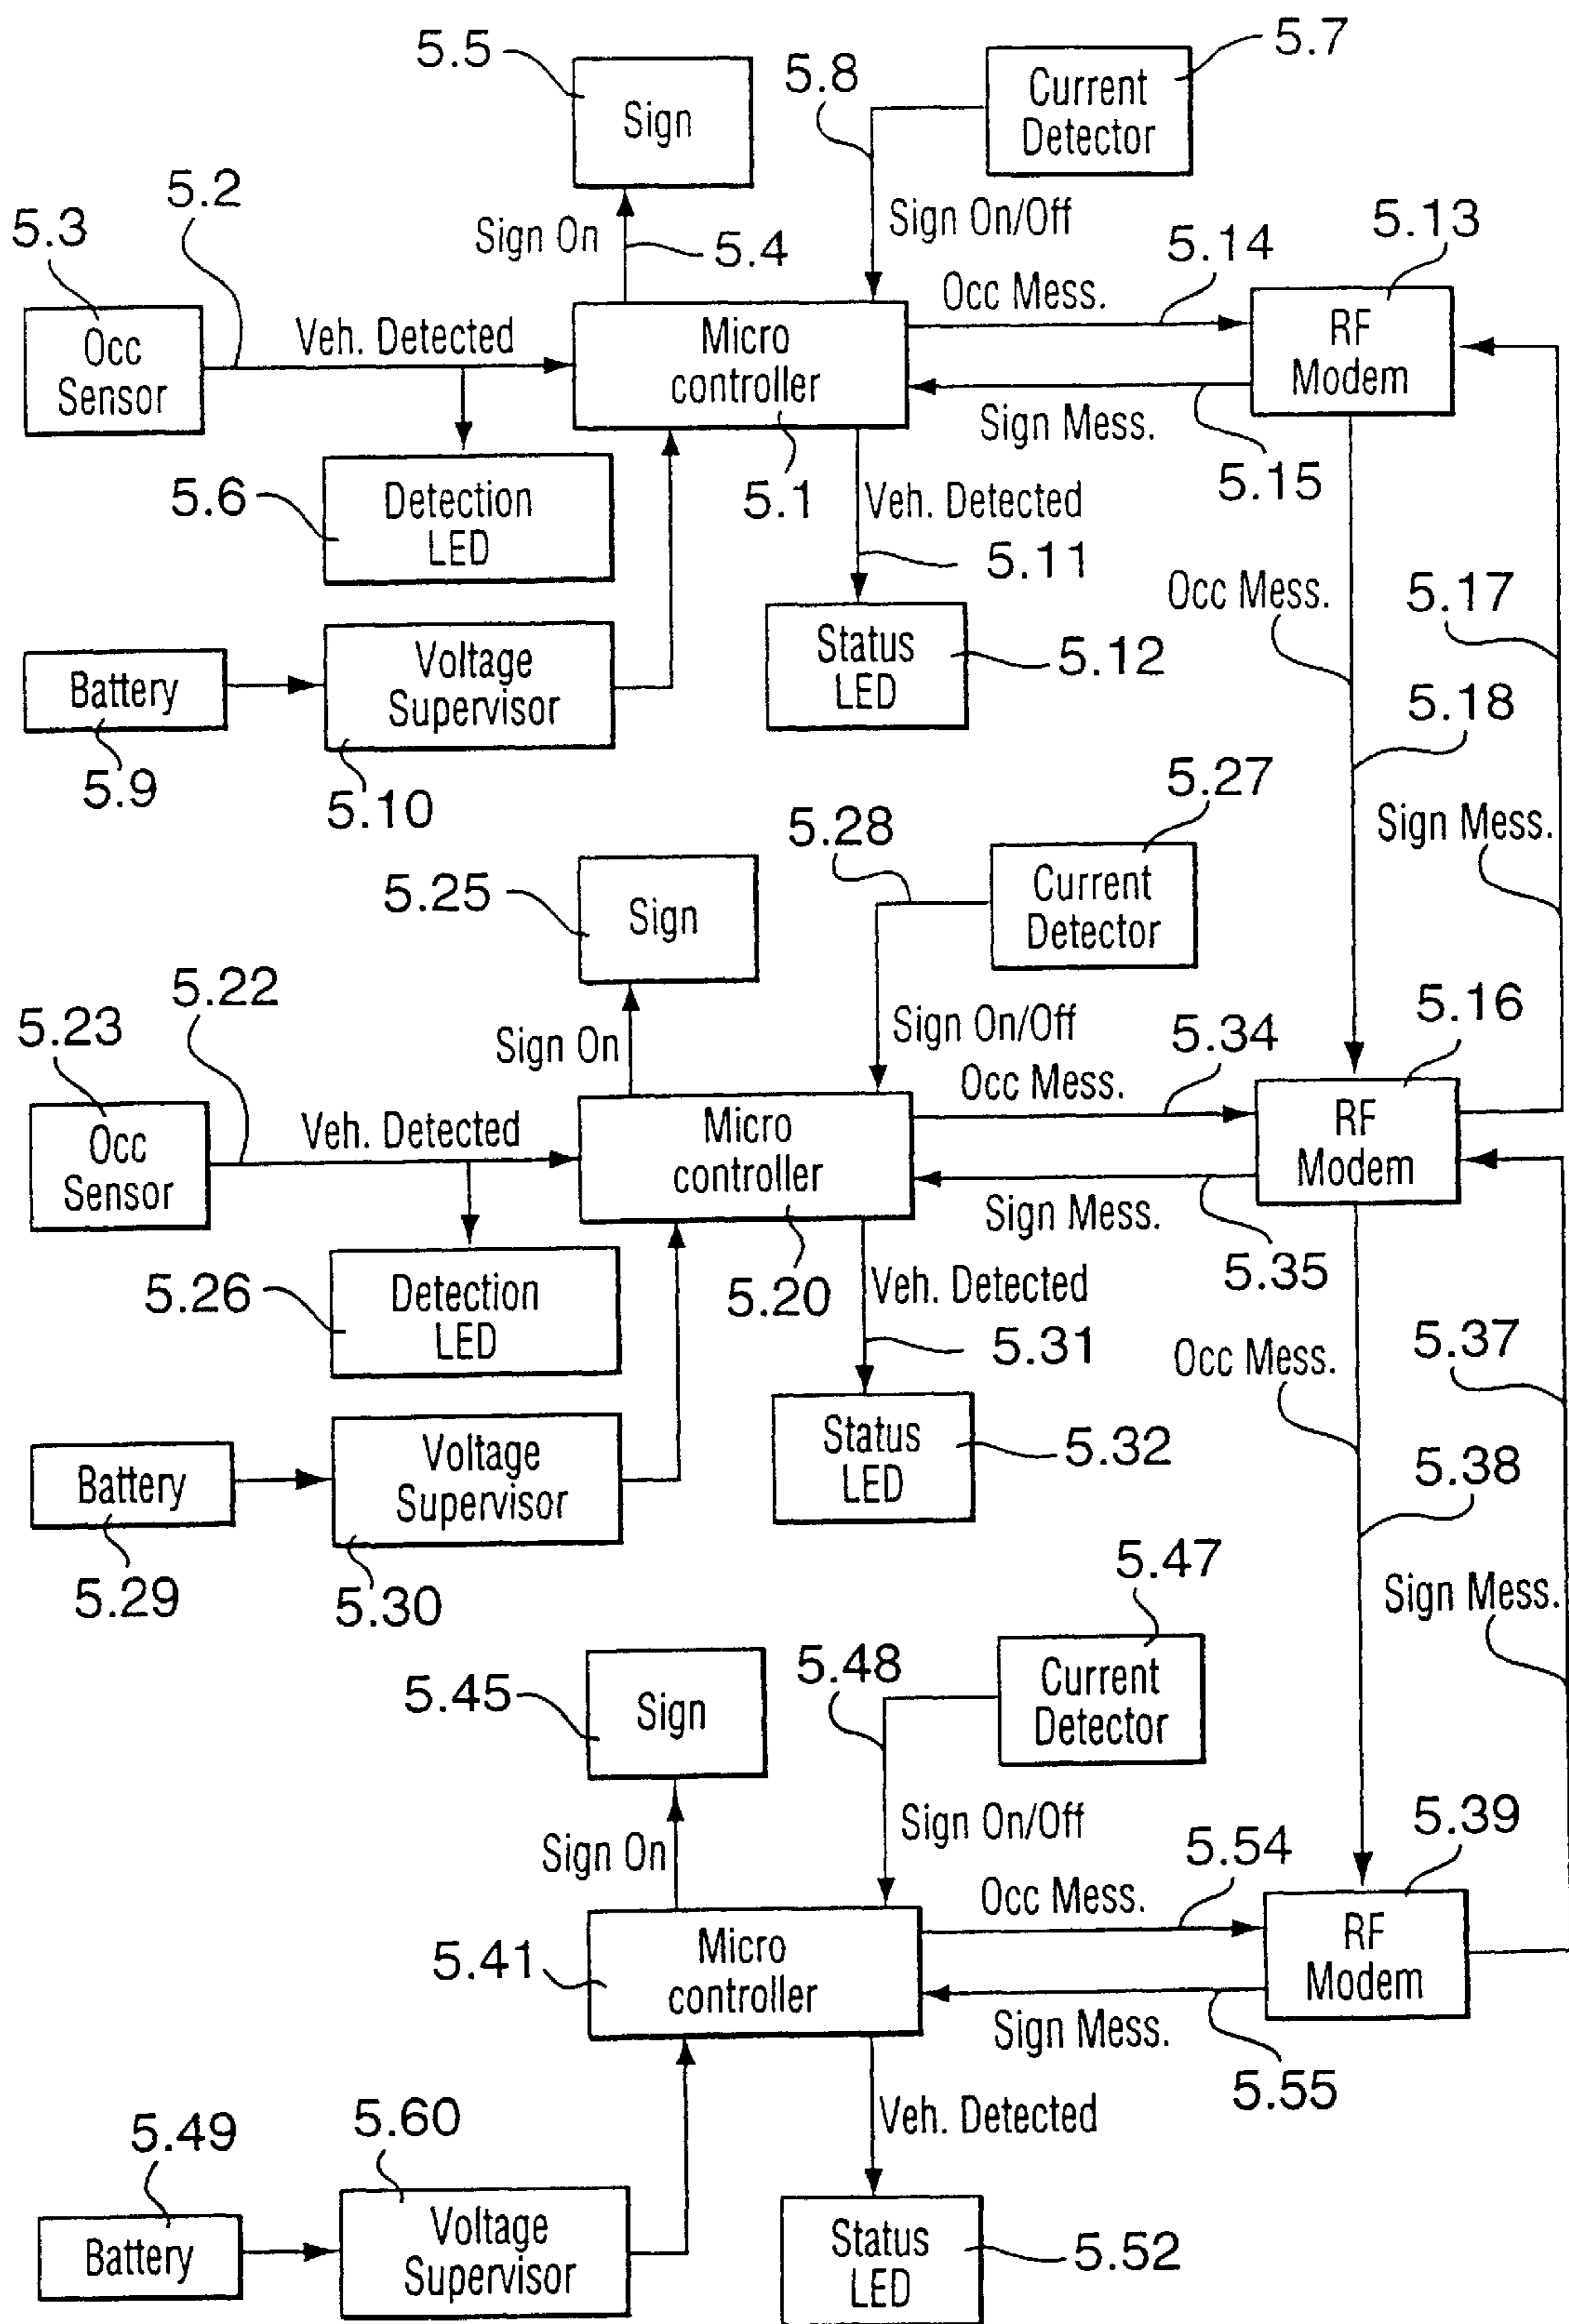 5.5
Sign
5.8
Current
Detector
5.7
5.3
5.2
Sign On
5.4
Sign On/Off
5.14
5.13
Occ
Sensor
Veh. Detected
Micro
controller
Occ Mess.
RF
Modem
Sign Mess.
5.15
5.6
Detection
LED
5.1
Veh. Detected
5.11
Occ Mess.
5.17
Battery
5.9
Voltage
Supervisor
5.10
Status
LED
5.12
5.18
Sign Mess.
5.25
Sign
5.28
Current
Detector
5.27
5.23
5.22
Sign On
Sign On/Off
5.34
5.16
Occ
Sensor
Veh. Detected
Micro
controller
Occ Mess.
RF
Modem
Sign Mess.
5.35
5.26
Detection
LED
5.20
Veh. Detected
5.31
Occ Mess.
5.37
Battery
5.29
Voltage
Supervisor
5.30
Status
LED
5.32
5.38
Sign Mess.
5.45
Sign
5.48
Current
Detector
5.47
Sign On
Sign On/Off
5.54
5.39
5.41
Micro
controller
Occ Mess.
RF
Modem
Sign Mess.
5.55
Veh. Detected
5.49
Battery
5.60
Voltage
Supervisor
Status
LED
5.52